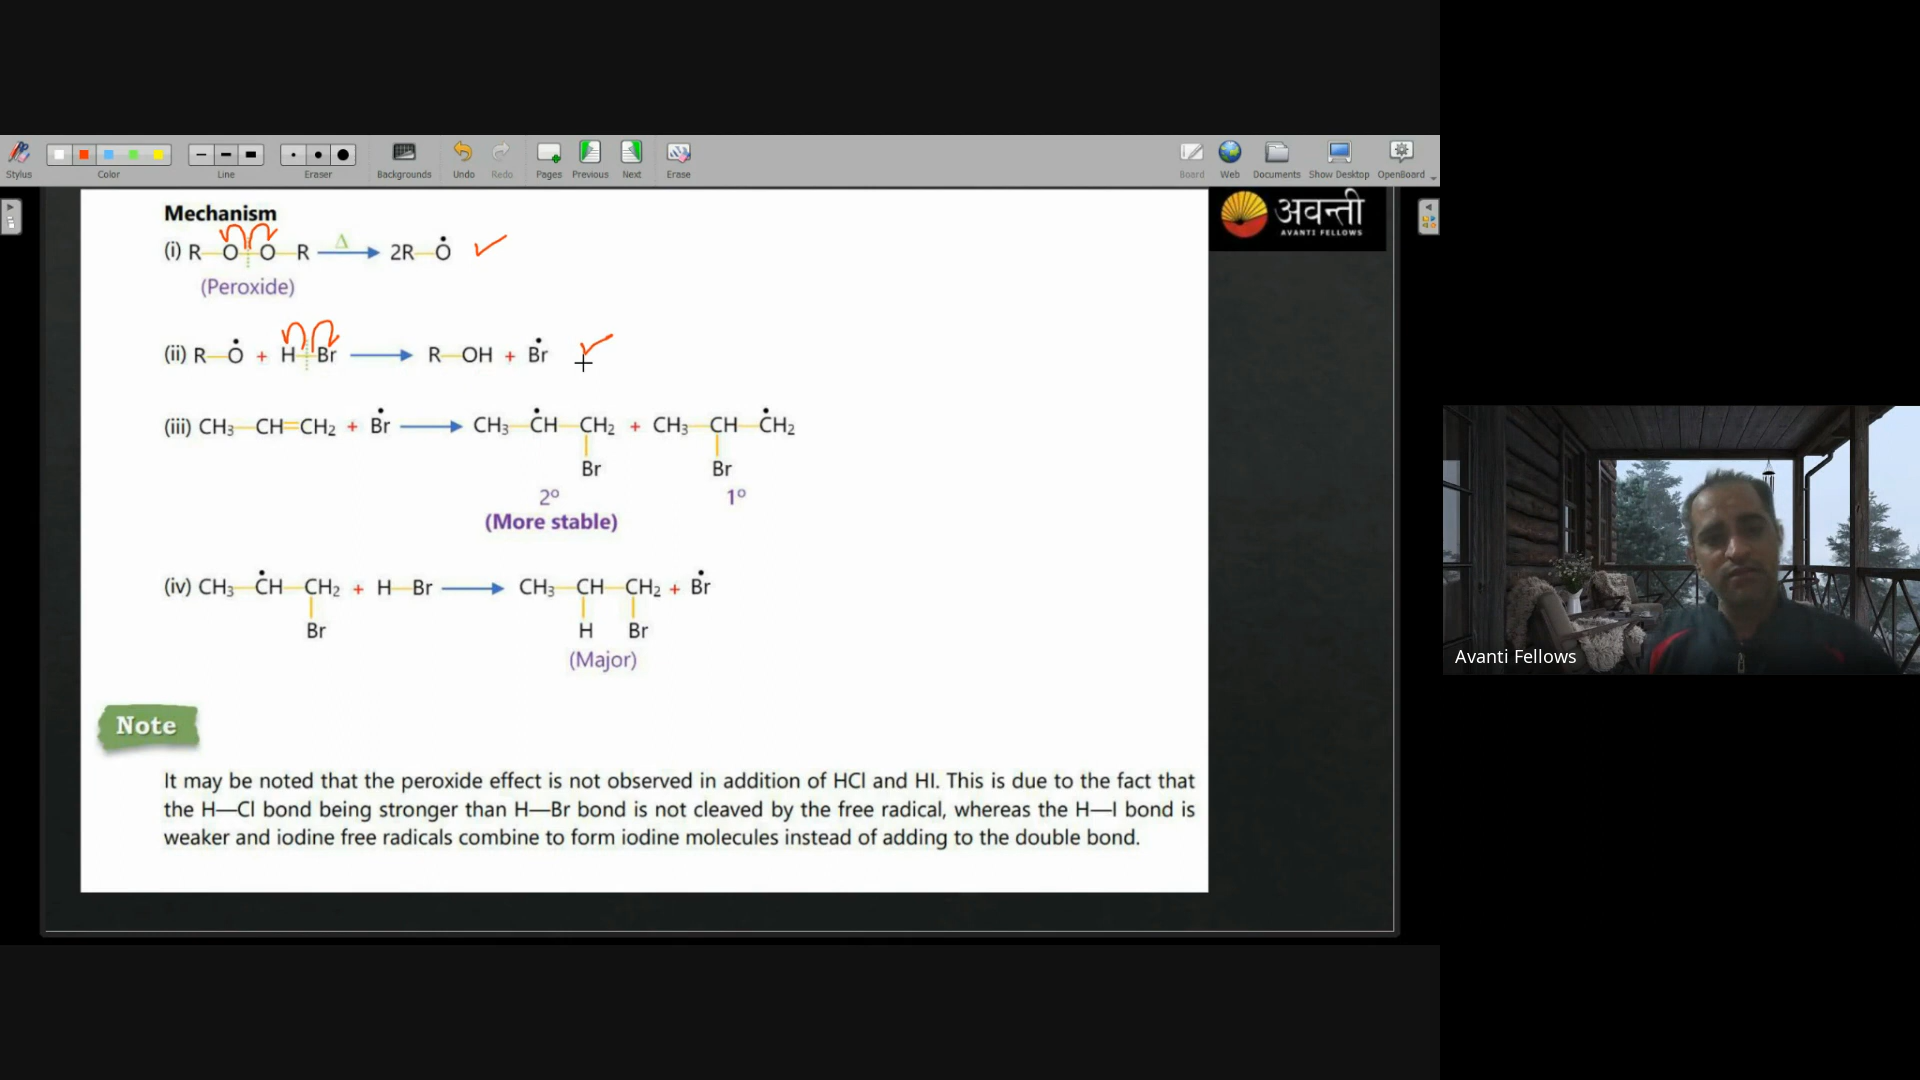 Stylus Color Line Eraser Backgrounds Undo Redo Pages Previous Next Erase Board Web Documents Show Desktop OpenBoard
अवन्ती
AVANTI FELLOWS
Mechanism
(i) R—O—O—R Δ→ 2R—Ȯ
(Peroxide)
(ii) R—Ȯ + H—Br → R—OH + Ḃr
(iii) CH₃—CH=CH₂ + Ḃr → CH₃—ĊH—CH₂ + CH₃—CH—ĊH₂
Br Br
2° 1°
(More stable)
(iv) CH₃—ĊH—CH₂ + H—Br → CH₃—CH—CH₂ + Ḃr
Br H Br
(Major)
Note
It may be noted that the peroxide effect is not observed in addition of HCl and HI. This is due to the fact that
the H—Cl bond being stronger than H—Br bond is not cleaved by the free radical, whereas the H—I bond is
weaker and iodine free radicals combine to form iodine molecules instead of adding to the double bond.
Avanti Fellows